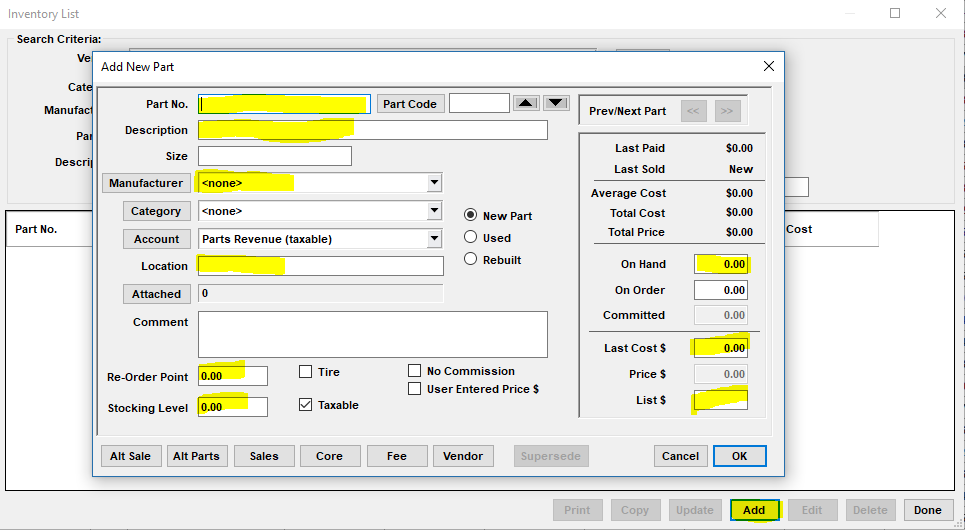 Inventory List
Search Criteria:
Ve
Cate
Manufact
Pa
Descrip
Part No.
Cost
Add New Part
Part No.
Part Code
Description
Size
Manufacturer
<none>
Category
<none>
Account
Parts Revenue (taxable)
Location
Attached
0
Comment
New Part
Used
Rebuilt
Re-Order Point
0.00
Stocking Level
0.00
Tire
Taxable
No Commission
User Entered Price $
Prev/Next Part
<<
>>
Last Paid
$0.00
Last Sold
New
Average Cost
$0.00
Total Cost
$0.00
Total Price
$0.00
On Hand
0.00
On Order
0.00
Committed
0.00
Last Cost $
0.00
Price $
0.00
List $
Alt Sale
Alt Parts
Sales
Core
Fee
Vendor
Supersede
Cancel
OK
Print
Copy
Update
Add
Edit
Delete
Done